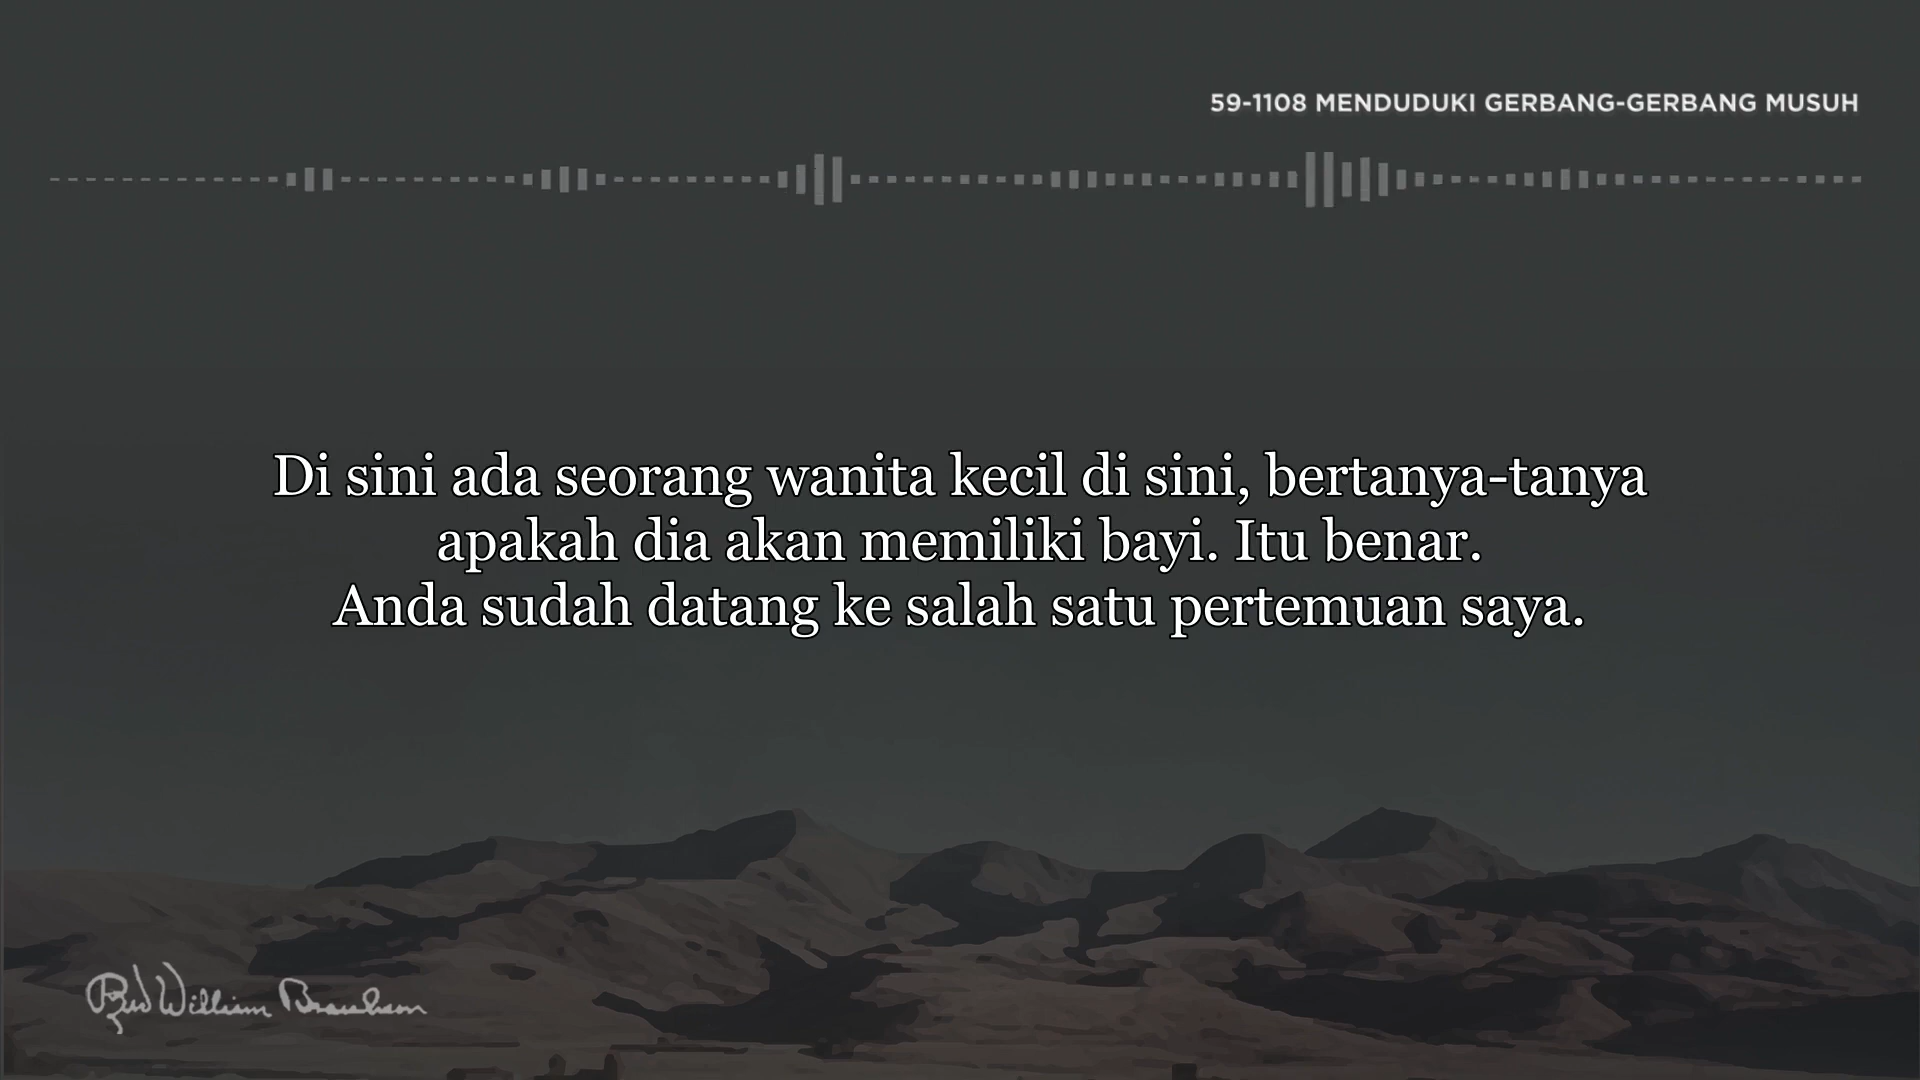 59-1108 MENDUDUKI GERBANG-GERBANG MUSUH
Di sini ada seorang wanita kecil di sini, bertanya-tanya
apakah dia akan memiliki bayi. Itu benar.
Anda sudah datang ke salah satu pertemuan saya.
Rev William Branham